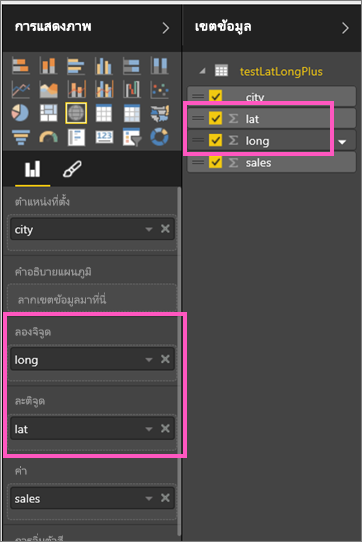 การแสดงภาพ
ตำแหน่งที่ตั้ง
city
คำอธิบายแผนภูมิ
ลากเขตข้อมูลมาที่นี่
ลองจิจูด
long
ละติจูด
lat
ค่า
sales
เขตข้อมูล
testLatLongPlus
city
lat
long
sales